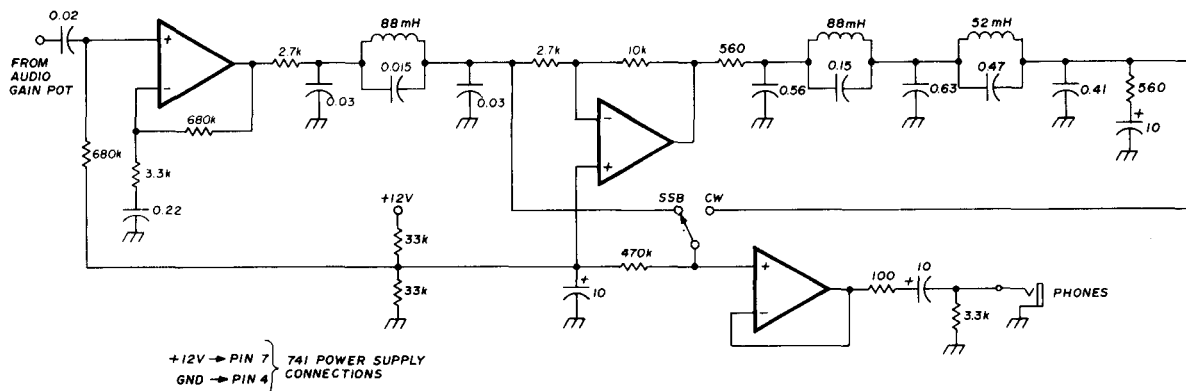 0.02
FROM
AUDIO
GAIN POT
+
−
680k
3.3k
0.22
680k
2.7k
0.03
88mH
0.015
0.03
2.7k
10k
−
+
560
0.56
88mH
0.15
0.63
52mH
0.47
0.41
560
+
10
+12V
33k
33k
+
10
470k
SSB
CW
+
−
100
+
10
3.3k
PHONES
+12V → PIN 7
GND → PIN 4
741 POWER SUPPLY
CONNECTIONS